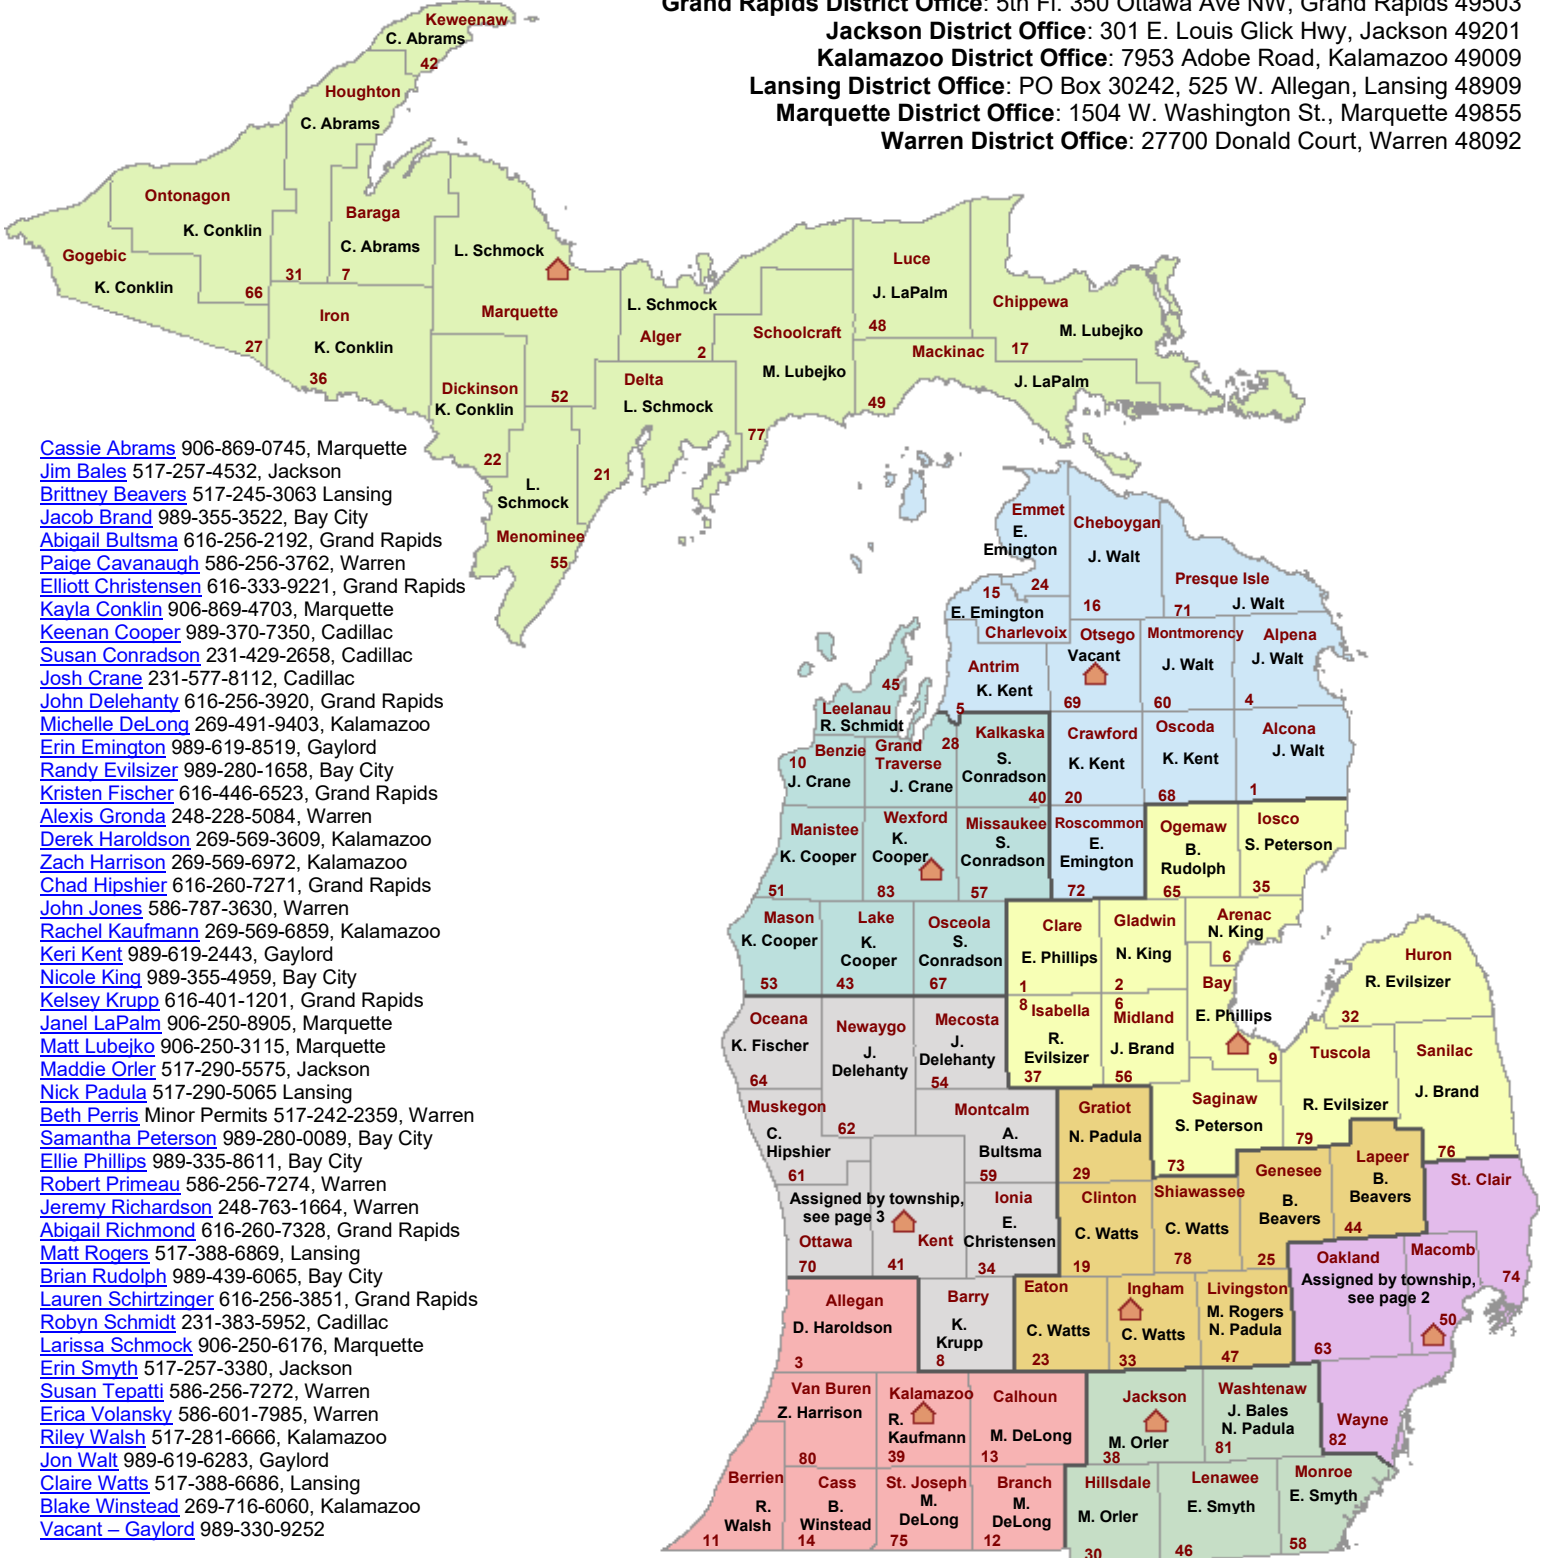 Grand Rapids District Office: 5th Fl. 350 Ottawa Ave NW, Grand Rapids 49503
Jackson District Office: 301 E. Louis Glick Hwy, Jackson 49201
Kalamazoo District Office: 7953 Adobe Road, Kalamazoo 49009
Lansing District Office: PO Box 30242, 525 W. Allegan, Lansing 48909
Marquette District Office: 1504 W. Washington St., Marquette 49855
Warren District Office: 27700 Donald Court, Warren 48092
Keweenaw
C. Abrams
42
Houghton
C. Abrams
31
Ontonagon
K. Conklin
66
Gogebic
K. Conklin
27
Baraga
C. Abrams
7
Iron
K. Conklin
36
L. Schmock
Marquette
52
Dickinson
K. Conklin
22
L.
Schmock
Menominee
55
L. Schmock
Alger
2
Delta
L. Schmock
21
Schoolcraft
M. Lubejko
77
Luce
J. LaPalm
48
Chippewa
M. Lubejko
17
Mackinac
J. LaPalm
49
Cassie Abrams 906-869-0745, Marquette
Jim Bales 517-257-4532, Jackson
Brittney Beavers 517-245-3063 Lansing
Jacob Brand 989-355-3522, Bay City
Abigail Bultsma 616-256-2192, Grand Rapids
Paige Cavanaugh 586-256-3762, Warren
Elliott Christensen 616-333-9221, Grand Rapids
Kayla Conklin 906-869-4703, Marquette
Keenan Cooper 989-370-7350, Cadillac
Susan Conradson 231-429-2658, Cadillac
Josh Crane 231-577-8112, Cadillac
John Delehanty 616-256-3920, Grand Rapids
Michelle DeLong 269-491-9403, Kalamazoo
Erin Emington 989-619-8519, Gaylord
Randy Evilsizer 989-280-1658, Bay City
Kristen Fischer 616-446-6523, Grand Rapids
Alexis Gronda 248-228-5084, Warren
Derek Haroldson 269-569-3609, Kalamazoo
Zach Harrison 269-569-6972, Kalamazoo
Chad Hipshier 616-260-7271, Grand Rapids
John Jones 586-787-3630, Warren
Rachel Kaufmann 269-569-6859, Kalamazoo
Keri Kent 989-619-2443, Gaylord
Nicole King 989-355-4959, Bay City
Kelsey Krupp 616-401-1201, Grand Rapids
Janel LaPalm 906-250-8905, Marquette
Matt Lubejko 906-250-3115, Marquette
Maddie Orler 517-290-5575, Jackson
Nick Padula 517-290-5065 Lansing
Beth Perris Minor Permits 517-242-2359, Warren
Samantha Peterson 989-280-0089, Bay City
Ellie Phillips 989-335-8611, Bay City
Robert Primeau 586-256-7274, Warren
Jeremy Richardson 248-763-1664, Warren
Abigail Richmond 616-260-7328, Grand Rapids
Matt Rogers 517-388-6869, Lansing
Brian Rudolph 989-439-6065, Bay City
Lauren Schirtzinger 616-256-3851, Grand Rapids
Robyn Schmidt 231-383-5952, Cadillac
Larissa Schmock 906-250-6176, Marquette
Erin Smyth 517-257-3380, Jackson
Susan Tepatti 586-256-7272, Warren
Erica Volansky 586-601-7985, Warren
Riley Walsh 517-281-6666, Kalamazoo
Jon Walt 989-619-6283, Gaylord
Claire Watts 517-388-6686, Lansing
Blake Winstead 269-716-6060, Kalamazoo
Vacant – Gaylord 989-330-9252
Emmet
E.
Emington
24
Cheboygan
J. Walt
16
Presque Isle
71
J. Walt
15
E. Emington
Charlevoix
Antrim
K. Kent
5
Otsego
Vacant
69
Montmorency
J. Walt
60
Alpena
J. Walt
4
45
Leelanau
R. Schmidt
Benzie
10
J. Crane
Grand
Traverse
28
J. Crane
Kalkaska
S.
Conradson
40
Crawford
K. Kent
20
Oscoda
K. Kent
68
Alcona
J. Walt
1
Manistee
K. Cooper
51
Wexford
K.
Cooper
83
Missaukee
S.
Conradson
57
Roscommon
E.
Emington
72
Ogemaw
B.
Rudolph
65
Iosco
S. Peterson
35
Mason
K. Cooper
53
Lake
K.
Cooper
43
Osceola
S.
Conradson
67
Clare
E. Phillips
1
8
Gladwin
N. King
2
6
Arenac
N. King
6
Bay
E. Phillips
9
Huron
R. Evilsizer
32
Oceana
K. Fischer
64
Newaygo
J.
Delehanty
62
Mecosta
J.
Delehanty
54
Isabella
R.
Evilsizer
37
Midland
J. Brand
56
Tuscola
R. Evilsizer
79
Sanilac
J. Brand
76
Muskegon
C.
Hipshier
61
Montcalm
A.
Bultsma
59
Gratiot
N. Padula
29
Saginaw
S. Peterson
73
Assigned by township,
see page 3
Ottawa
70
Kent
41
Ionia
E.
Christensen
34
Clinton
C. Watts
19
Shiawassee
C. Watts
78
Genesee
B.
Beavers
25
Lapeer
B.
Beavers
44
St. Clair
74
Oakland
Macomb
Assigned by township,
see page 2
63
50
Allegan
D. Haroldson
3
Barry
K.
Krupp
8
Eaton
C. Watts
23
Ingham
C. Watts
33
Livingston
M. Rogers
N. Padula
47
Van Buren
Z. Harrison
80
Kalamazoo
R.
Kaufmann
39
Calhoun
M. DeLong
13
Jackson
M. Orler
38
Washtenaw
J. Bales
N. Padula
81
Wayne
82
Berrien
R.
Walsh
11
Cass
B.
Winstead
14
St. Joseph
M.
DeLong
75
Branch
M.
DeLong
12
Hillsdale
M. Orler
30
Lenawee
E. Smyth
46
Monroe
E. Smyth
58